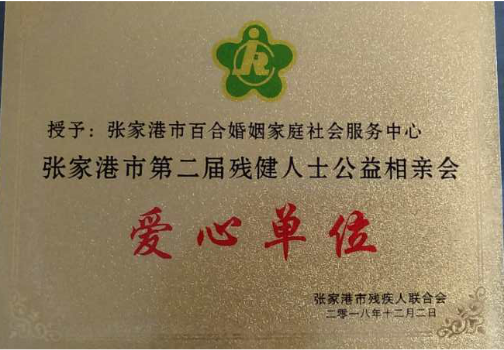 授予：张家港市百合婚姻家庭社会服务中心
张家港市第二届残健人士公益相亲会
爱心单位
张家港市残疾人联合会
二零一八年十二月二日